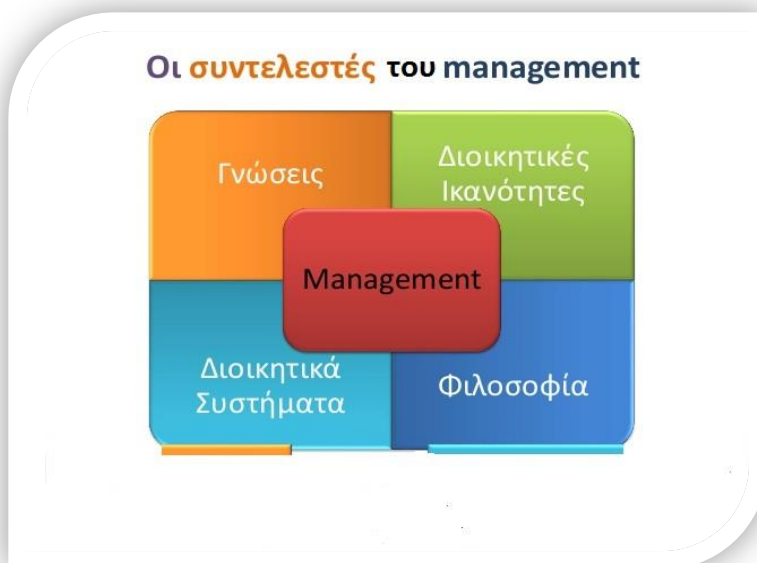 Οι συντελεστές του management
Γνώσεις
Διοικητικές
Ικανότητες
Management
Διοικητικά
Συστήματα
Φιλοσοφία